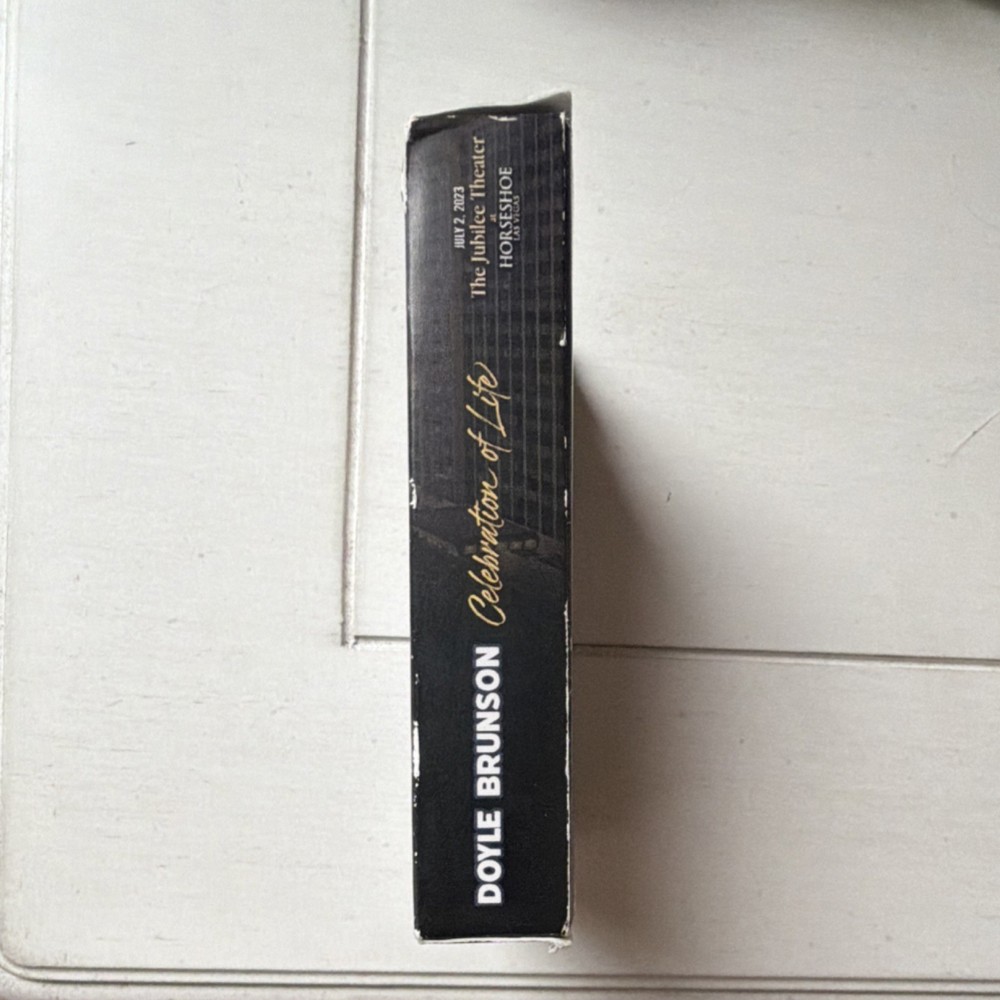 DOYLE BRUNSON Celebration of Life
JULY 2, 2023
The Jubilee Theater
at
HORSESHOE
LAS VEGAS